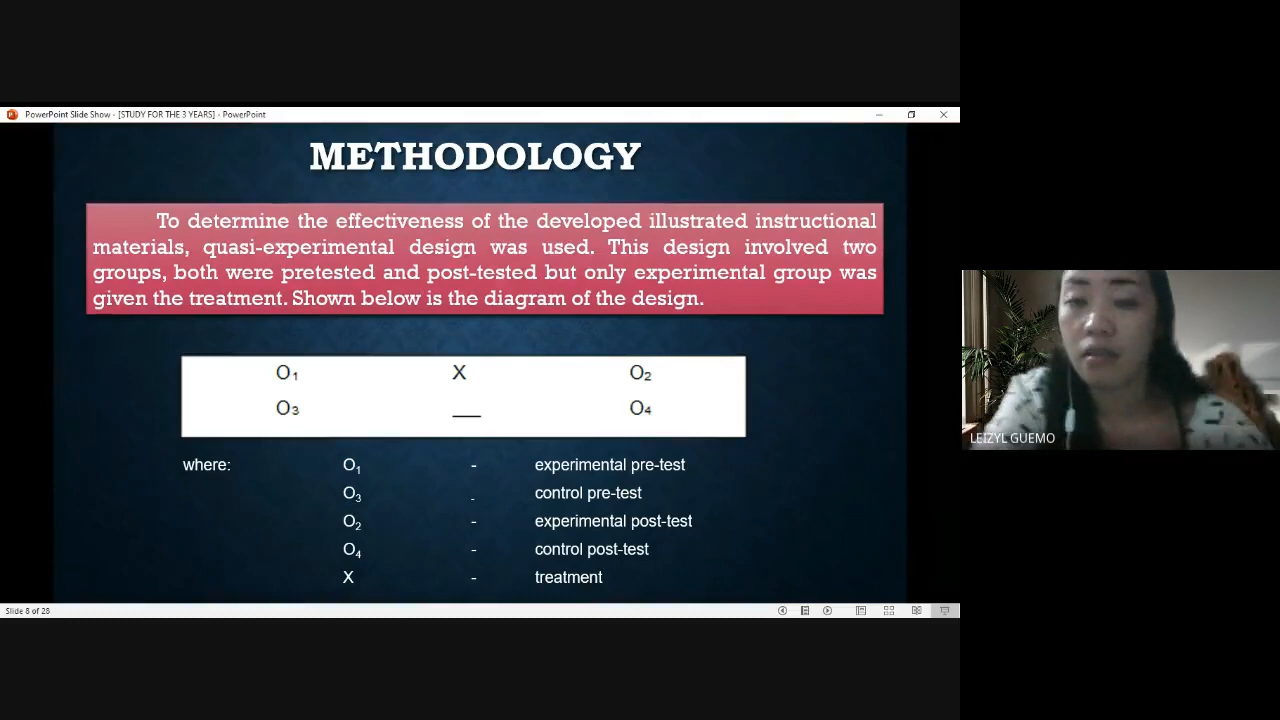 PowerPoint Slide Show - [STUDY FOR THE 3 YEARS] - PowerPoint
METHODOLOGY
To determine the effectiveness of the developed illustrated instructional
materials, quasi-experimental design was used. This design involved two
groups, both were pretested and post-tested but only experimental group was
given the treatment. Shown below is the diagram of the design.
O₁ X O₂
O₃ __ O₄
where: O₁ - experimental pre-test
O₃ - control pre-test
O₂ - experimental post-test
O₄ - control post-test
X - treatment
Slide 8 of 28
LEIZYL GUEMO